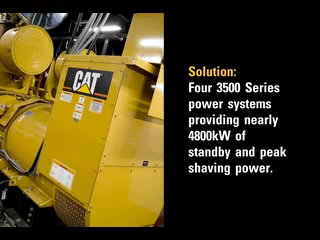 CAT
Solution:
Four 3500 Series
power systems
providing nearly
4800kW of
standby and peak
shaving power.